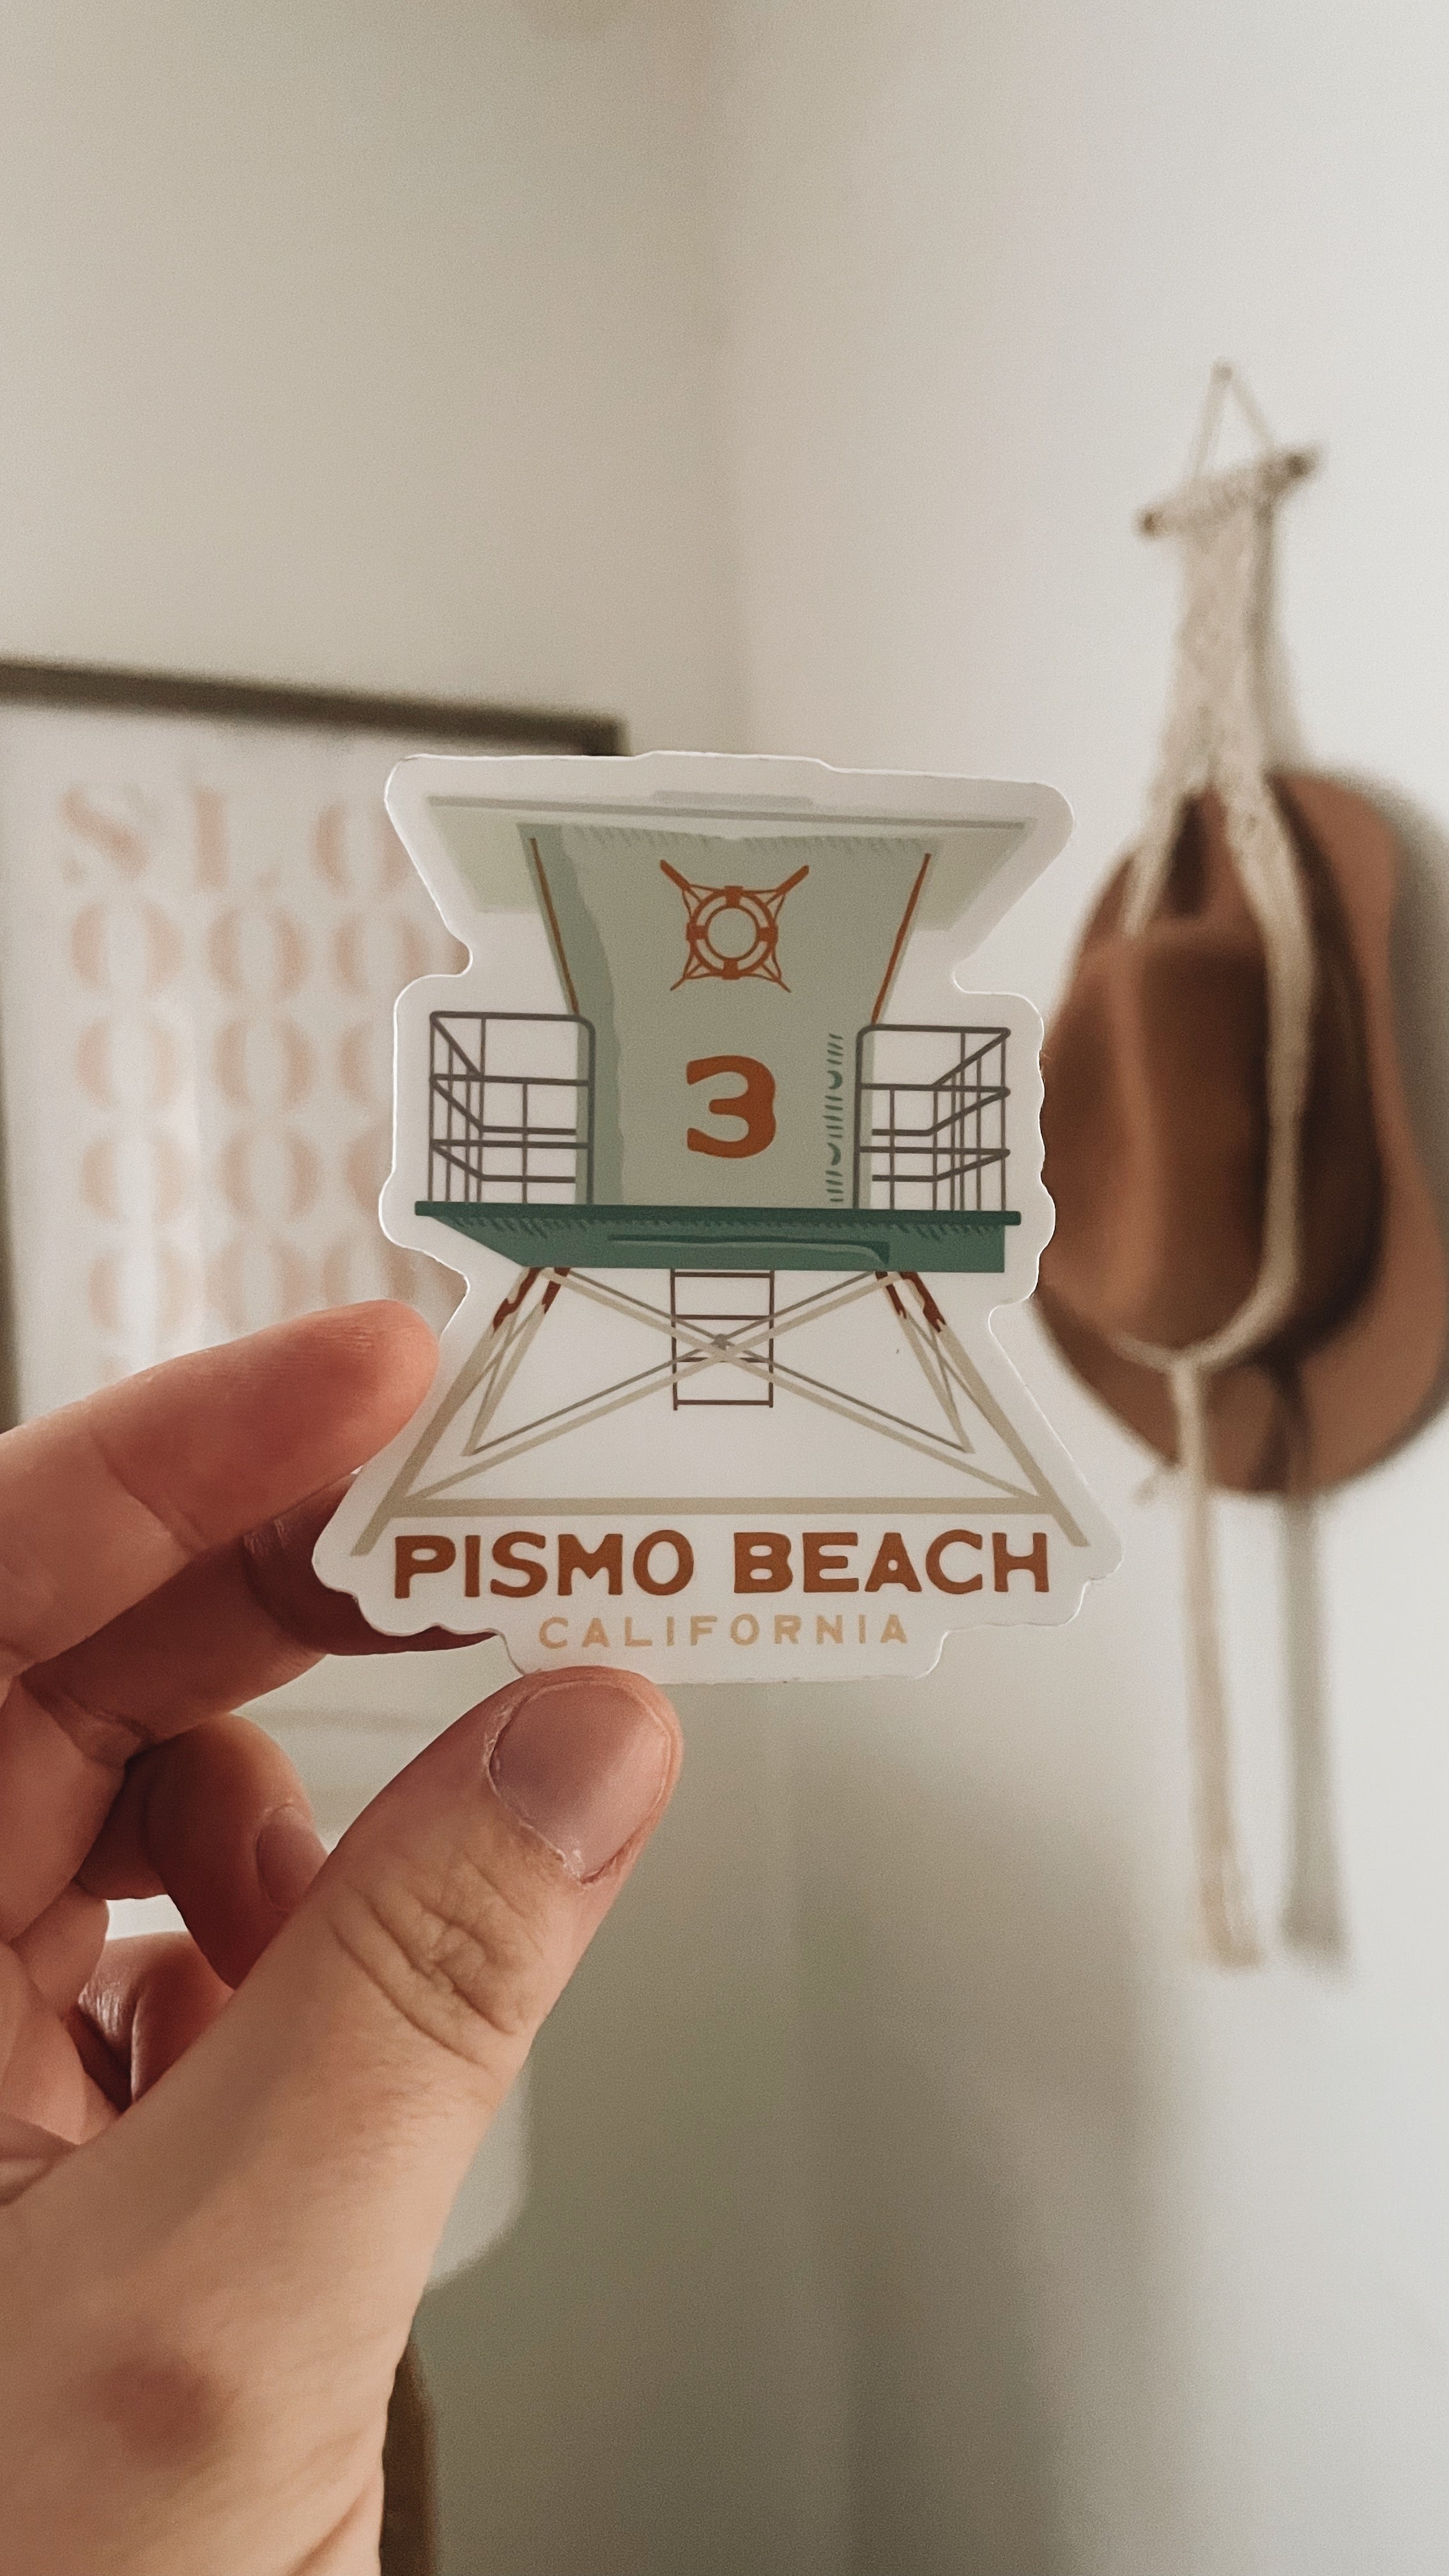 3
PISMO BEACH
CALIFORNIA